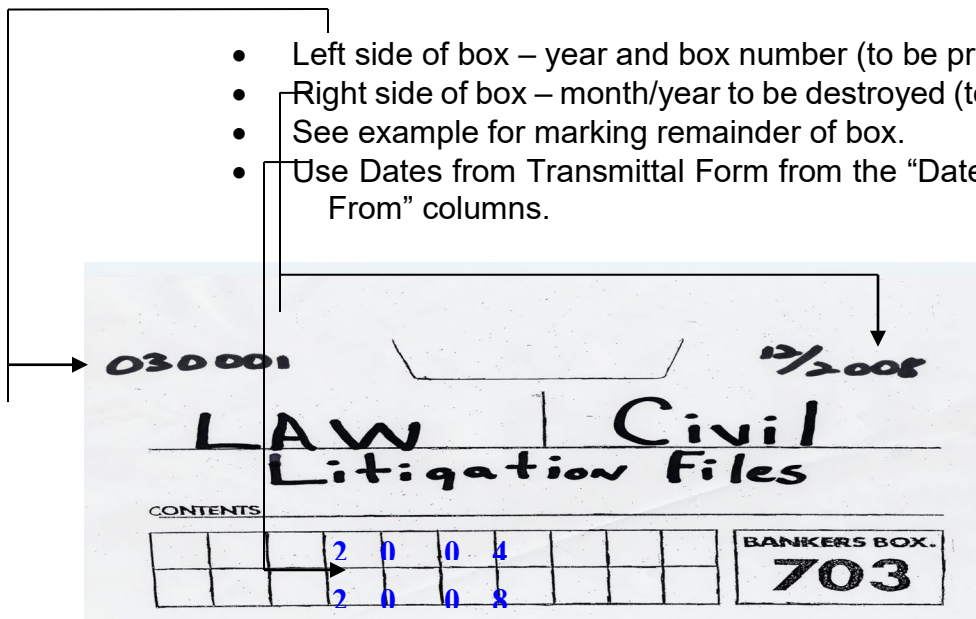 • Left side of box – year and box number (to be pr
• Right side of box – month/year to be destroyed (t
• See example for marking remainder of box.
• Use Dates from Transmittal Form from the “Date
From” columns.
030001
12/2008
LAW | Civil
Litigation Files
CONTENTS
2 0 0 4
2 0 0 8
BANKERS BOX.
703